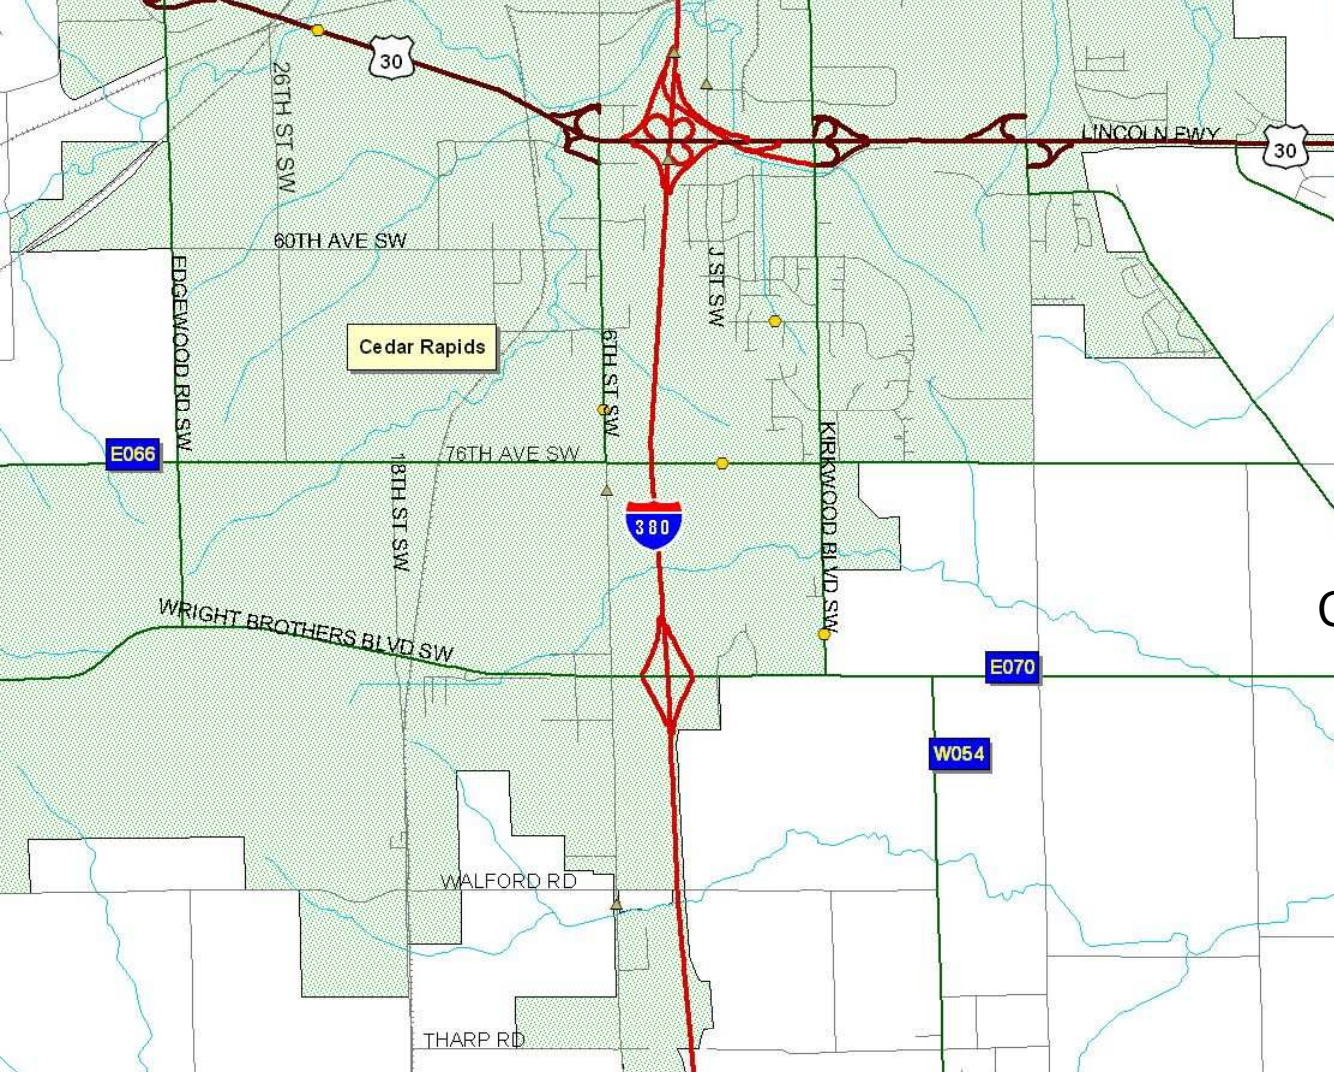 30
26TH ST SW
LINCOLN FWY
30
60TH AVE SW
EDGEWOOD RD SW
J ST SW
Cedar Rapids
6TH ST SW
E066
76TH AVE SW
18TH ST SW
KIRKWOOD BLVD SW
380
WRIGHT BROTHERS BLVD SW
E070
W054
WALFORD RD
THARP RD